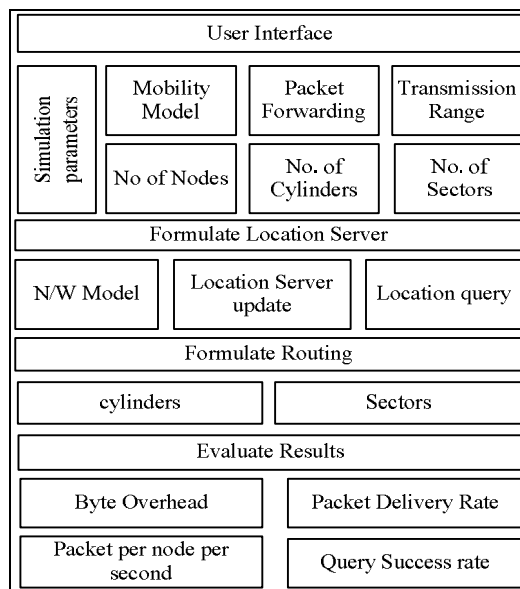 User Interface
Simulation
parameters
Mobility
Model
Packet
Forwarding
Transmission
Range
No of Nodes
No. of
Cylinders
No. of
Sectors
Formulate Location Server
N/W Model
Location Server
update
Location query
Formulate Routing
cylinders
Sectors
Evaluate Results
Byte Overhead
Packet Delivery Rate
Packet per node per
second
Query Success rate